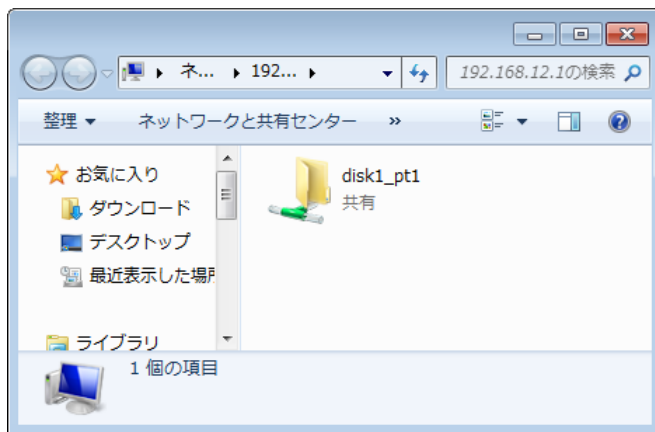 ネ... 192... 192.168.12.1の検索
整理 ネットワークと共有センター »
お気に入り
ダウンロード
デスクトップ
最近表示した場所
ライブラリ
disk1_pt1
共有
1 個の項目